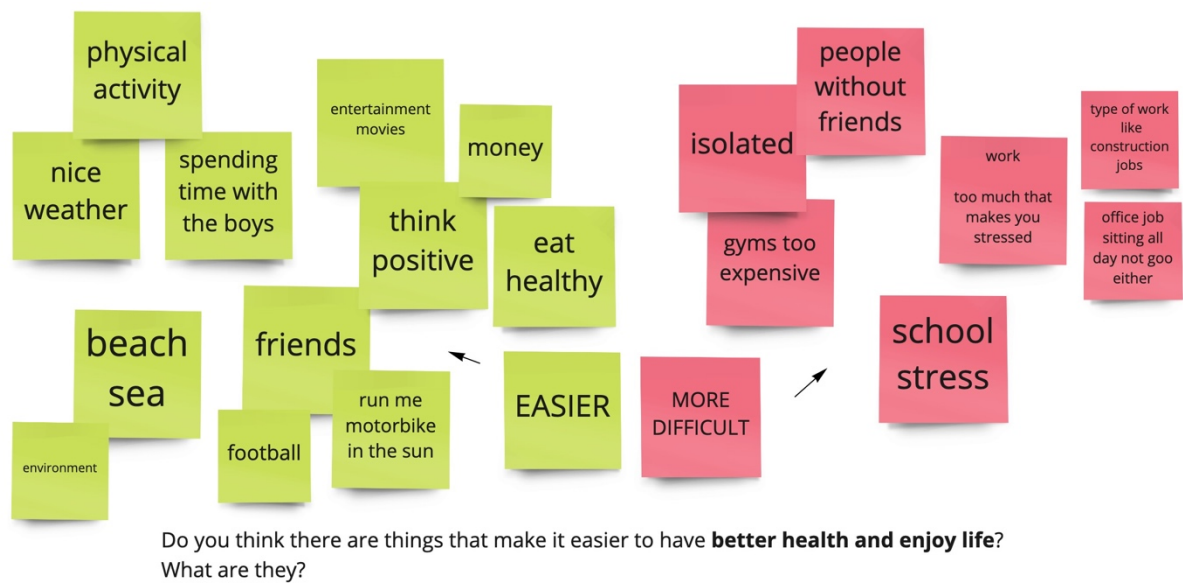 physical
activity
nice
weather
spending
time with
the boys
entertainment
movies
money
think
positive
eat
healthy
beach
sea
friends
environment
football
run me
motorbike
in the sun
EASIER
MORE
DIFFICULT
isolated
people
without
friends
gyms too
expensive
work
too much that
makes you
stressed
type of work
like
construction
jobs
office job
sitting all
day not goo
either
school
stress
Do you think there are things that make it easier to have better health and enjoy life?
What are they?